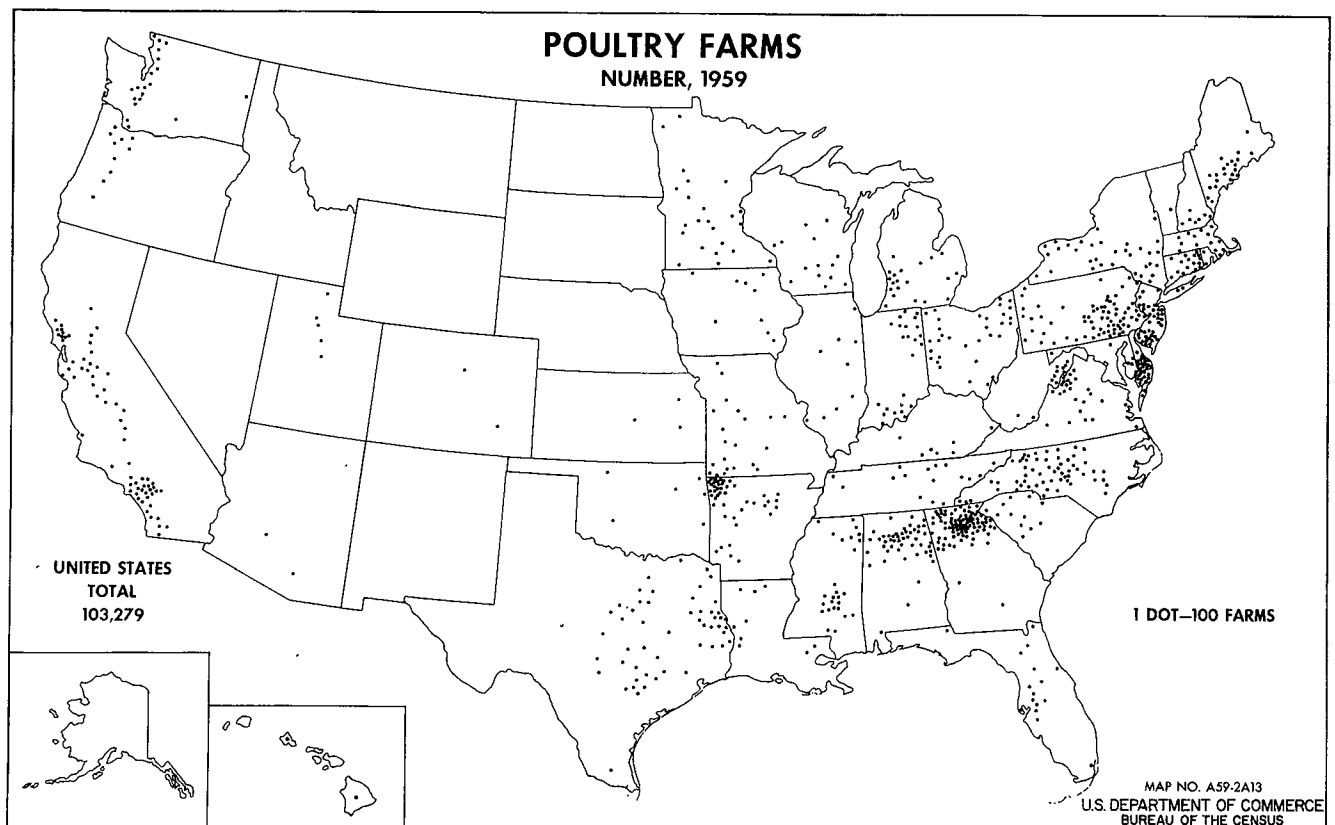 POULTRY FARMS
NUMBER, 1959
UNITED STATES
TOTAL
103,279
1 DOT—100 FARMS
MAP NO. A59-2A13
U.S. DEPARTMENT OF COMMERCE
BUREAU OF THE CENSUS